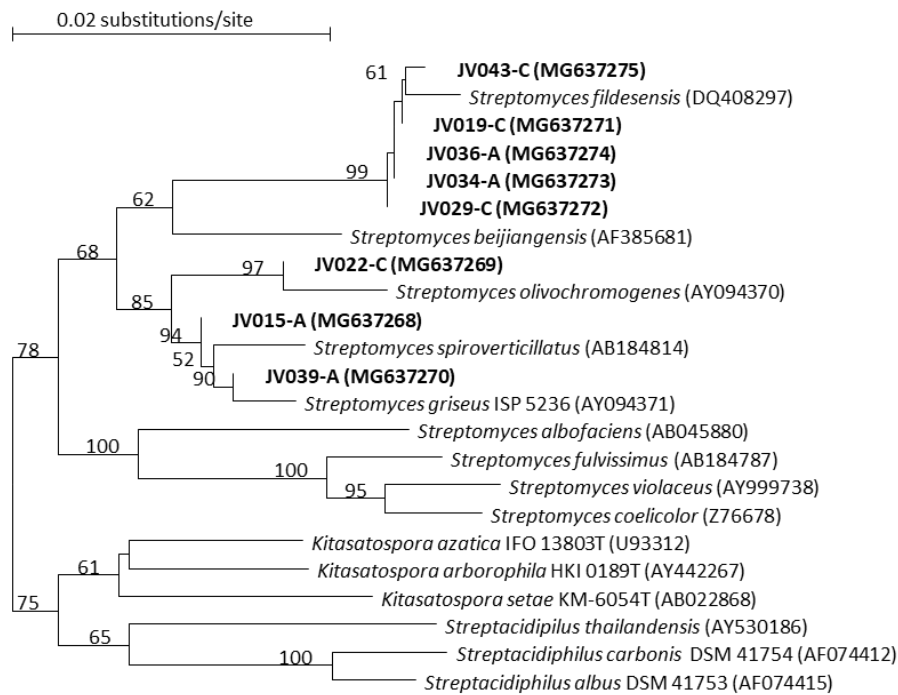 0.02 substitutions/site
61
JV043-C (MG637275)
Streptomyces fildesensis (DQ408297)
JV019-C (MG637271)
JV036-A (MG637274)
99
JV034-A (MG637273)
62
JV029-C (MG637272)
Streptomyces beijiangensis (AF385681)
68
97
JV022-C (MG637269)
Streptomyces olivochromogenes (AY094370)
85
JV015-A (MG637268)
94
78
52
Streptomyces spiroverticillatus (AB184814)
90
JV039-A (MG637270)
Streptomyces griseus ISP 5236 (AY094371)
Streptomyces albofaciens (AB045880)
100
Streptomyces fulvissimus (AB184787)
100
95
Streptomyces violaceus (AY999738)
Streptomyces coelicolor (Z76678)
Kitasatospora azatica IFO 13803T (U93312)
61
Kitasatospora arborophila HKI 0189T (AY442267)
75
Kitasatospora setae KM-6054T (AB022868)
65
Streptacidipilus thailandensis (AY530186)
100
Streptacidiphilus carbonis DSM 41754 (AF074412)
Streptacidiphilus albus DSM 41753 (AF074415)